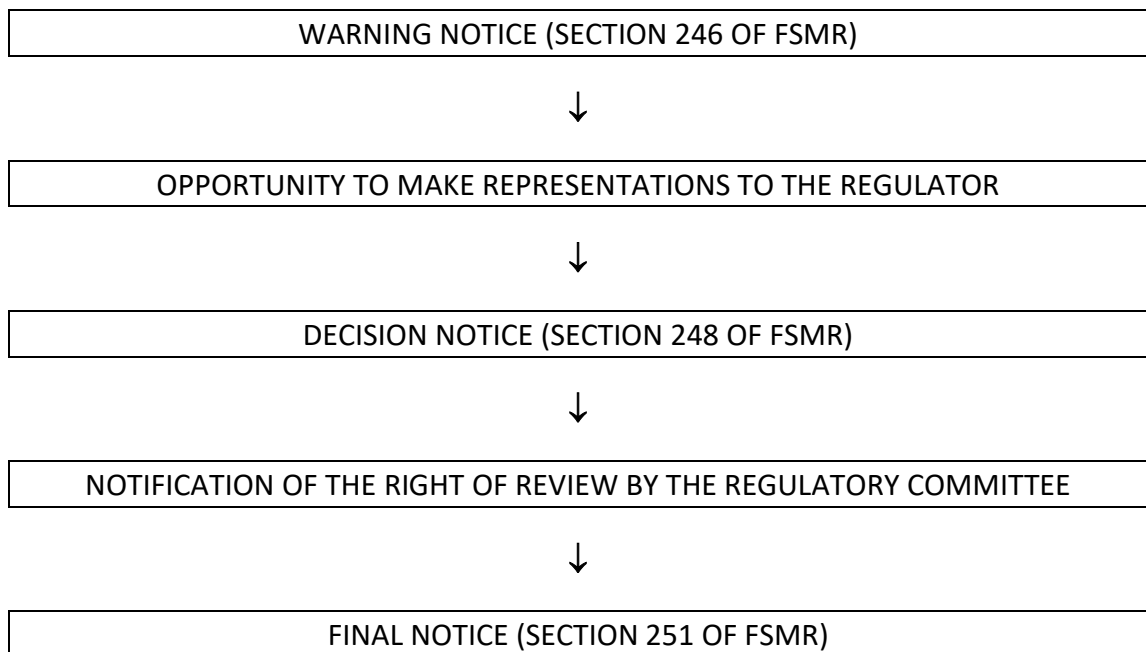 WARNING NOTICE (SECTION 246 OF FSMR)
↓
OPPORTUNITY TO MAKE REPRESENTATIONS TO THE REGULATOR
↓
DECISION NOTICE (SECTION 248 OF FSMR)
↓
NOTIFICATION OF THE RIGHT OF REVIEW BY THE REGULATORY COMMITTEE
↓
FINAL NOTICE (SECTION 251 OF FSMR)